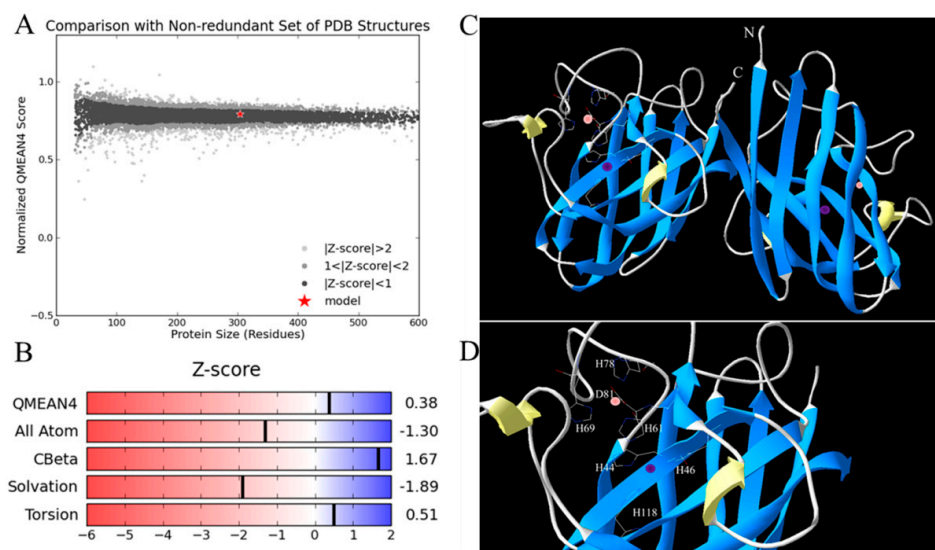 A
Comparison with Non-redundant Set of PDB Structures
Normalized QMEAN4 Score
1.0
0.5
0.0
−0.5
|Z-score|>2
1<|Z-score|<2
|Z-score|<1
model
0 100 200 300 400 500 600
Protein Size (Residues)
B
Z-score
QMEAN4 0.38
All Atom -1.30
CBeta 1.67
Solvation -1.89
Torsion 0.51
−6 −5 −4 −3 −2 −1 0 1 2
C
N
C
D
H78
D81
H69 H61
H44 H46
H118